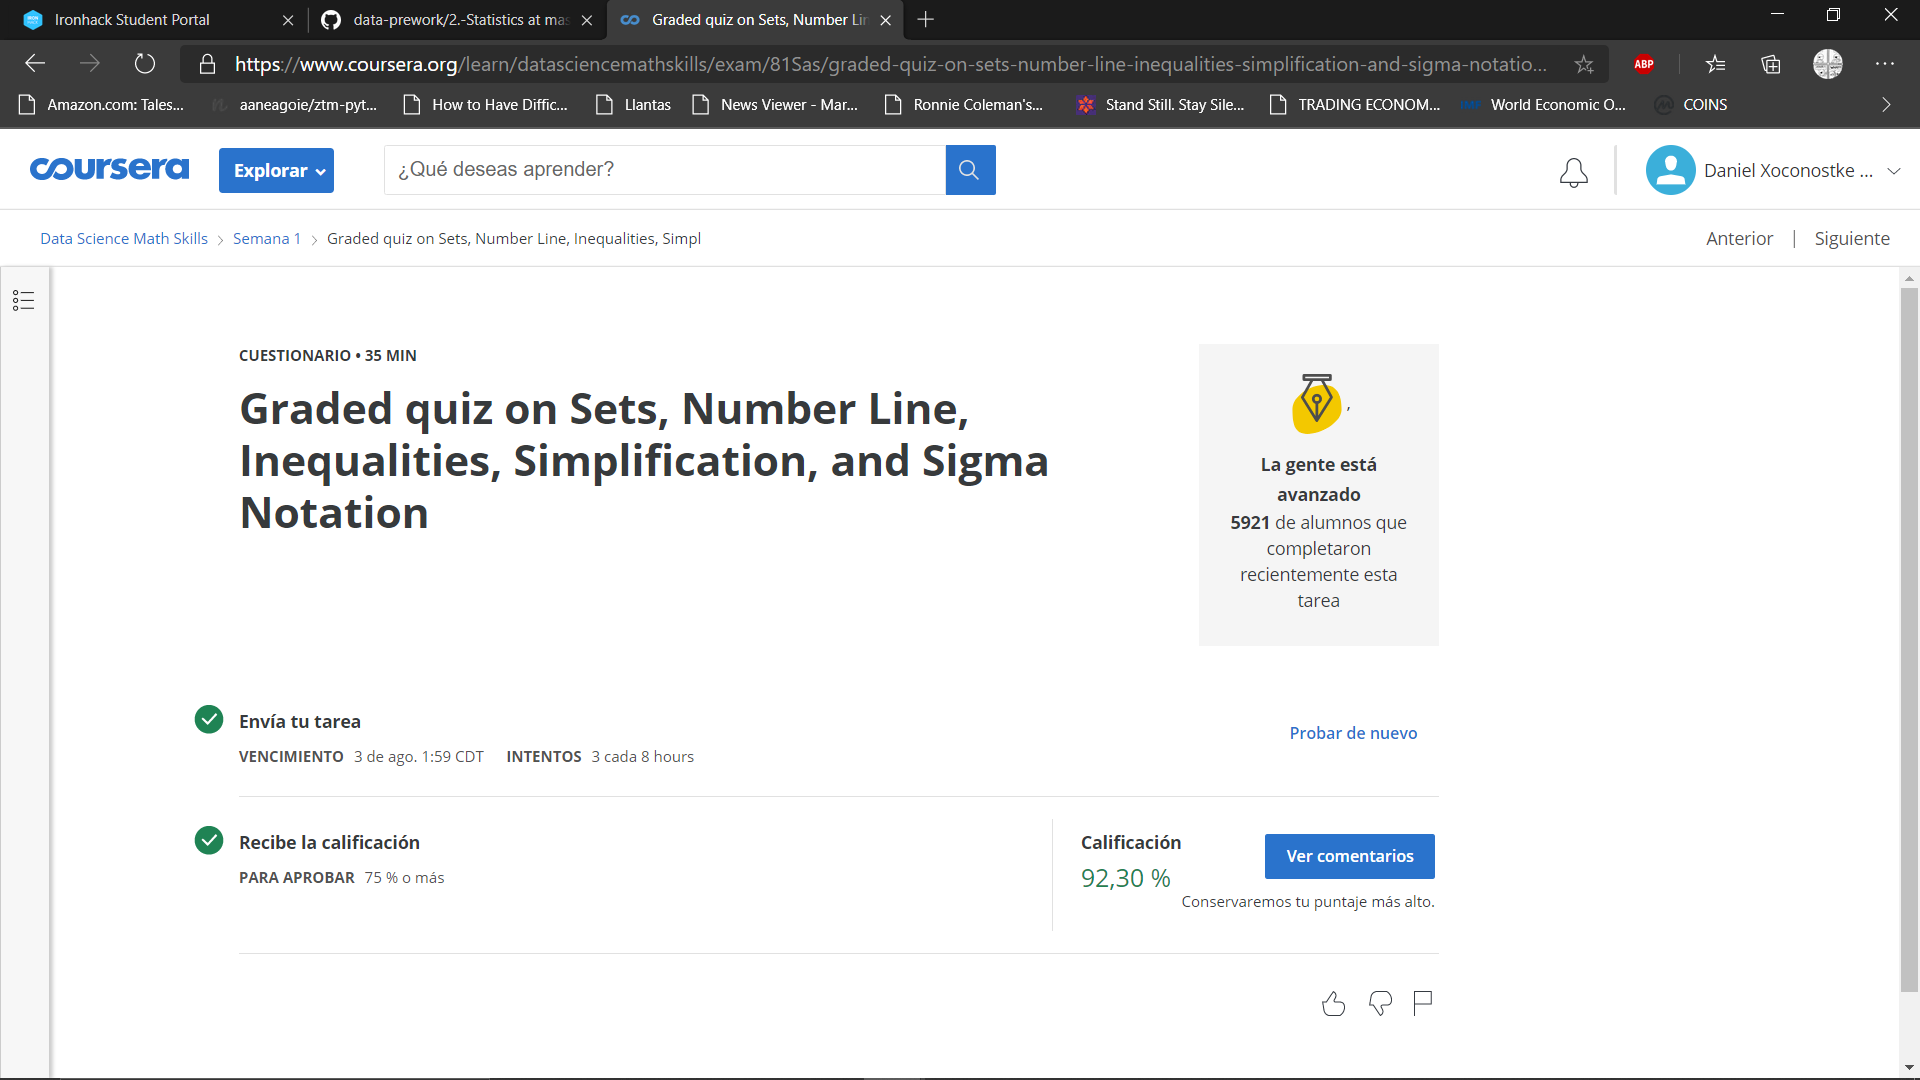 Ironhack Student Portal
data-prework/2.-Statistics at mas
Graded quiz on Sets, Number Lin
https://www.coursera.org/learn/datasciencemathskills/exam/81Sas/graded-quiz-on-sets-number-line-inequalities-simplification-and-sigma-notatio...
ABP
Amazon.com: Tales...
aaneagoie/ztm-pyt...
How to Have Diffic...
Llantas
News Viewer - Mar...
Ronnie Coleman's...
Stand Still. Stay Sile...
TRADING ECONOM...
World Economic O...
COINS
coursera
Explorar
¿Qué deseas aprender?
Daniel Xoconostke ...
Data Science Math Skills > Semana 1 > Graded quiz on Sets, Number Line, Inequalities, Simpl
Anterior | Siguiente
CUESTIONARIO • 35 MIN
Graded quiz on Sets, Number Line,
Inequalities, Simplification, and Sigma
Notation
,
La gente está
avanzado
5921 de alumnos que
completaron
recientemente esta
tarea
Envía tu tarea
VENCIMIENTO 3 de ago. 1:59 CDT INTENTOS 3 cada 8 hours
Probar de nuevo
Recibe la calificación
PARA APROBAR 75 % o más
Calificación
92,30 %
Ver comentarios
Conservaremos tu puntaje más alto.